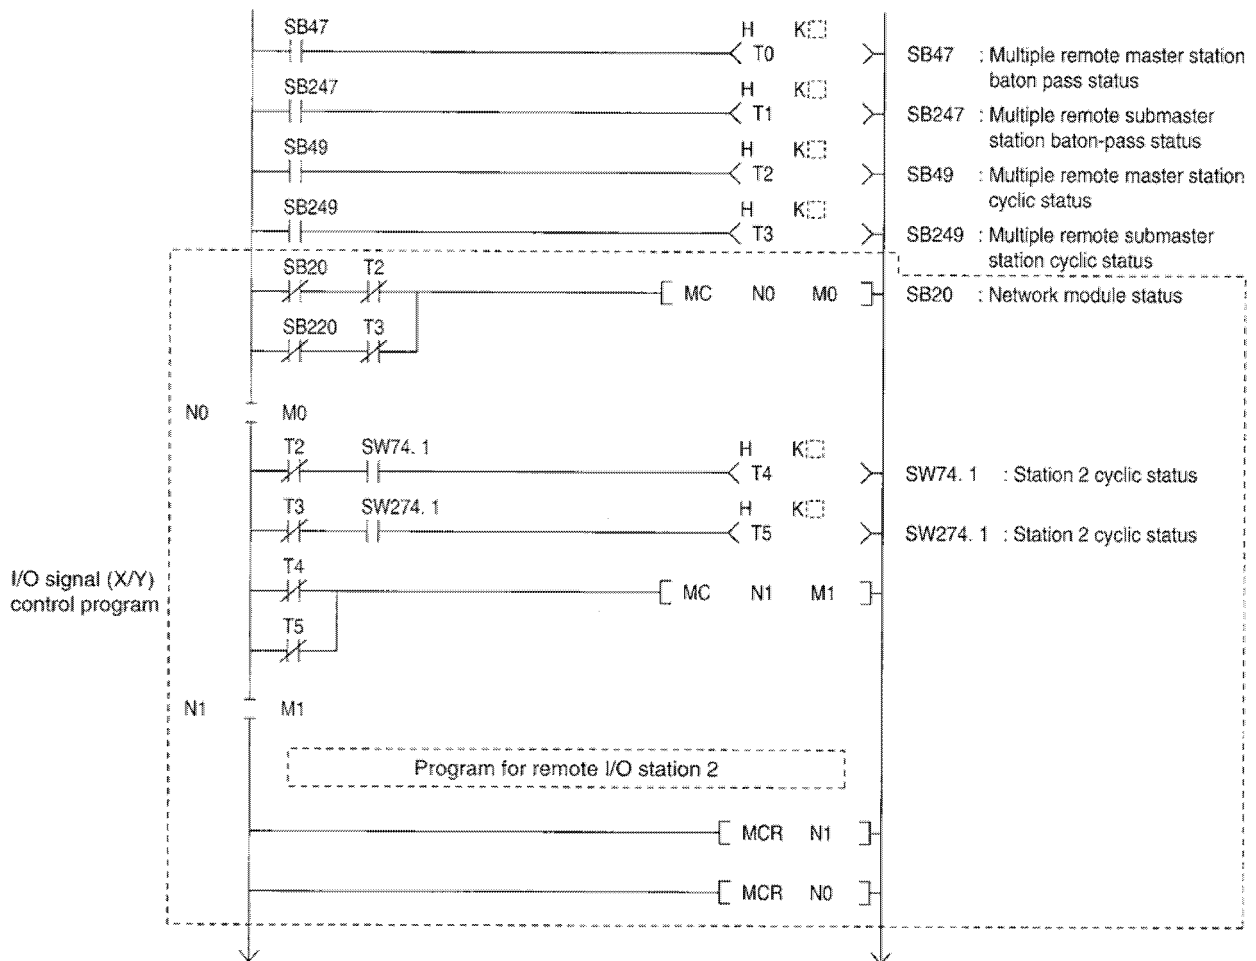 SB47
H K
T0
SB47 : Multiple remote master station
baton pass status
SB247
H K
T1
SB247 : Multiple remote submaster
station baton-pass status
SB49
H K
T2
SB49 : Multiple remote master station
cyclic status
SB249
H K
T3
SB249 : Multiple remote submaster
station cyclic status
SB20 T2
MC N0 M0
SB20 : Network module status
SB220 T3
N0 M0
T2 SW74. 1
H K
T4
SW74. 1 : Station 2 cyclic status
T3 SW274. 1
H K
T5
SW274. 1 : Station 2 cyclic status
I/O signal (X/Y)
control program
T4
MC N1 M1
T5
N1 M1
Program for remote I/O station 2
MCR N1
MCR N0